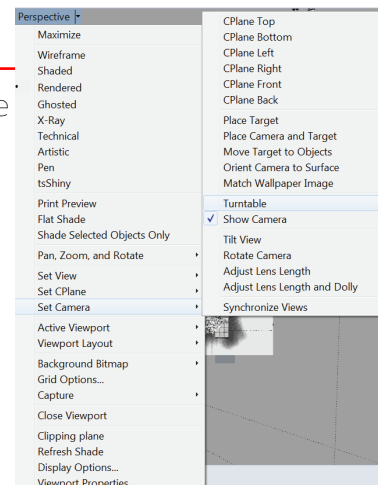 Perspective
Maximize
Wireframe
Shaded
Rendered
Ghosted
X-Ray
Technical
Artistic
Pen
tsShiny
Print Preview
Flat Shade
Shade Selected Objects Only
Pan, Zoom, and Rotate
Set View
Set CPlane
Set Camera
Active Viewport
Viewport Layout
Background Bitmap
Grid Options...
Capture
Close Viewport
Clipping plane
Refresh Shade
Display Options...
Viewport Properties
CPlane Top
CPlane Bottom
CPlane Left
CPlane Right
CPlane Front
CPlane Back
Place Target
Place Camera and Target
Move Target to Objects
Orient Camera to Surface
Match Wallpaper Image
Turntable
Show Camera
Tilt View
Rotate Camera
Adjust Lens Length
Adjust Lens Length and Dolly
Synchronize Views